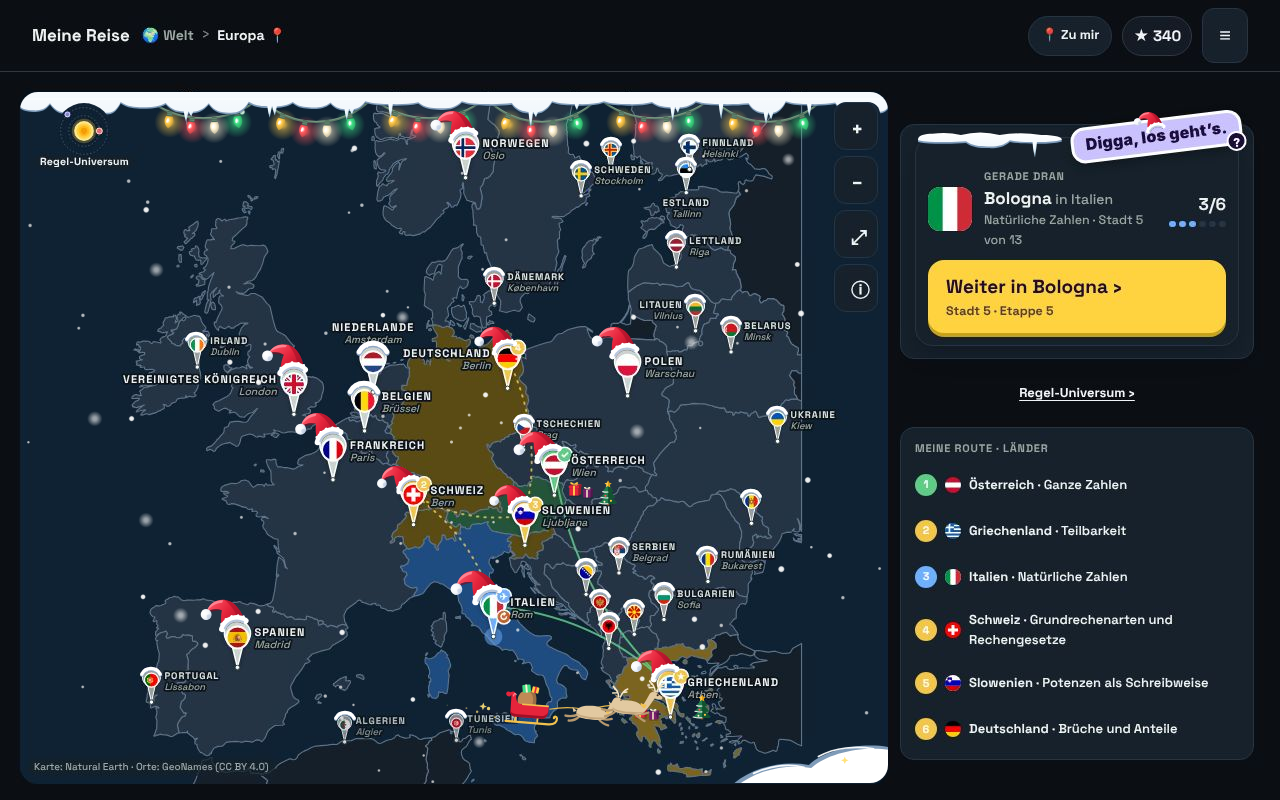 Meine Reise
Welt > Europa
Zu mir
★ 340
Regel-Universum
NORWEGEN
Oslo
SCHWEDEN
Stockholm
FINNLAND
Helsinki
ESTLAND
Tallinn
LETTLAND
Riga
DÄNEMARK
København
LITAUEN
Vilnius
BELARUS
Minsk
IRLAND
Dublin
NIEDERLANDE
Amsterdam
DEUTSCHLAND
Berlin
POLEN
Warschau
VEREINIGTES KÖNIGREICH
London
BELGIEN
Brüssel
UKRAINE
Kiew
TSCHECHIEN
Prag
FRANKREICH
Paris
ÖSTERREICH
Wien
SCHWEIZ
Bern
SLOWENIEN
Ljubljana
SERBIEN
Belgrad
RUMÄNIEN
Bukarest
ITALIEN
Rom
BULGARIEN
Sofia
SPANIEN
Madrid
PORTUGAL
Lissabon
GRIECHENLAND
Athen
ALGERIEN
Algier
TUNESIEN
Tunis
Karte: Natural Earth · Orte: GeoNames (CC BY 4.0)
Digga, los geht's.
?
GERADE DRAN
Bologna in Italien
Natürliche Zahlen · Stadt 5
von 13
3/6
Weiter in Bologna >
Stadt 5 · Etappe 5
Regel-Universum >
MEINE ROUTE · LÄNDER
1 Österreich · Ganze Zahlen
2 Griechenland · Teilbarkeit
3 Italien · Natürliche Zahlen
4 Schweiz · Grundrechenarten und
Rechengesetze
5 Slowenien · Potenzen als Schreibweise
6 Deutschland · Brüche und Anteile